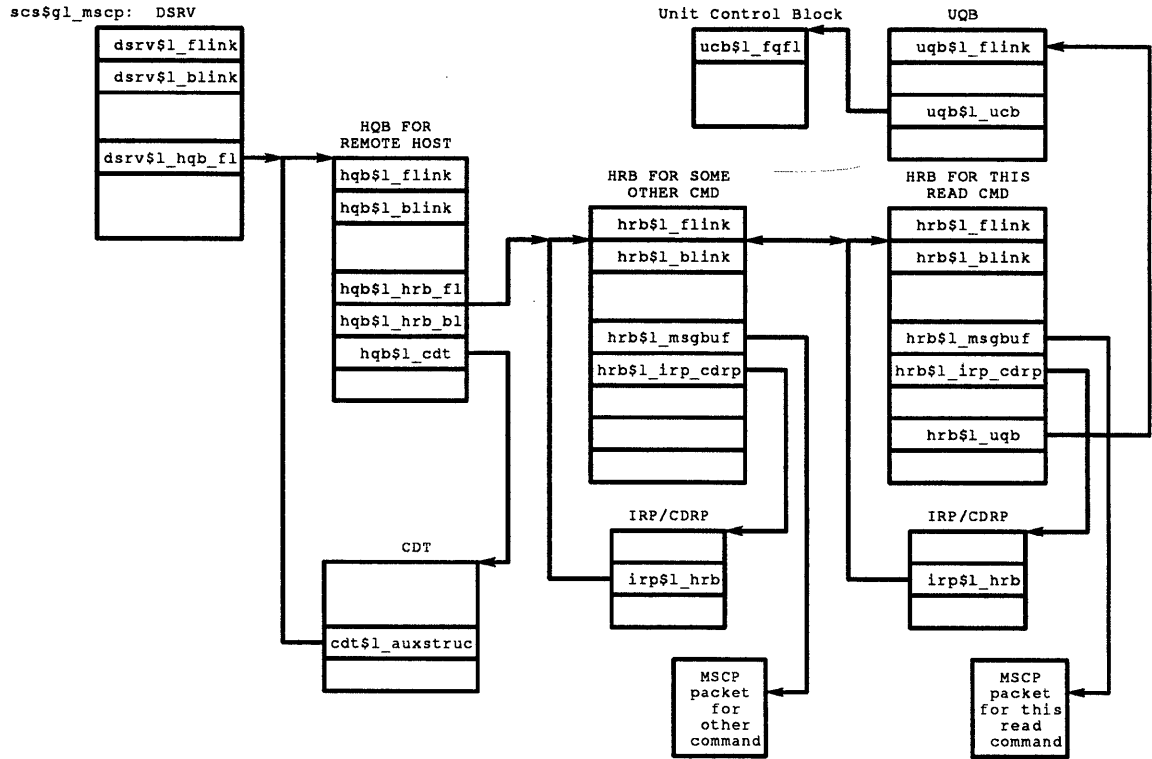 scs$gl_mscp: DSRV
dsrv$l_flink
dsrv$l_blink
dsrv$l_hqb_fl
HQB FOR
REMOTE HOST
hqb$l_flink
hqb$l_blink
hqb$l_hrb_fl
hqb$l_hrb_bl
hqb$l_cdt
CDT
cdt$l_auxstruc
Unit Control Block
ucb$l_fqfl
UQB
uqb$l_flink
uqb$l_ucb
HRB FOR SOME
OTHER CMD
hrb$l_flink
hrb$l_blink
hrb$l_msgbuf
hrb$l_irp_cdrp
IRP/CDRP
irp$l_hrb
MSCP
packet
for
other
command
HRB FOR THIS
READ CMD
hrb$l_flink
hrb$l_blink
hrb$l_msgbuf
hrb$l_irp_cdrp
hrb$l_uqb
IRP/CDRP
irp$l_hrb
MSCP
packet
for this
read
command